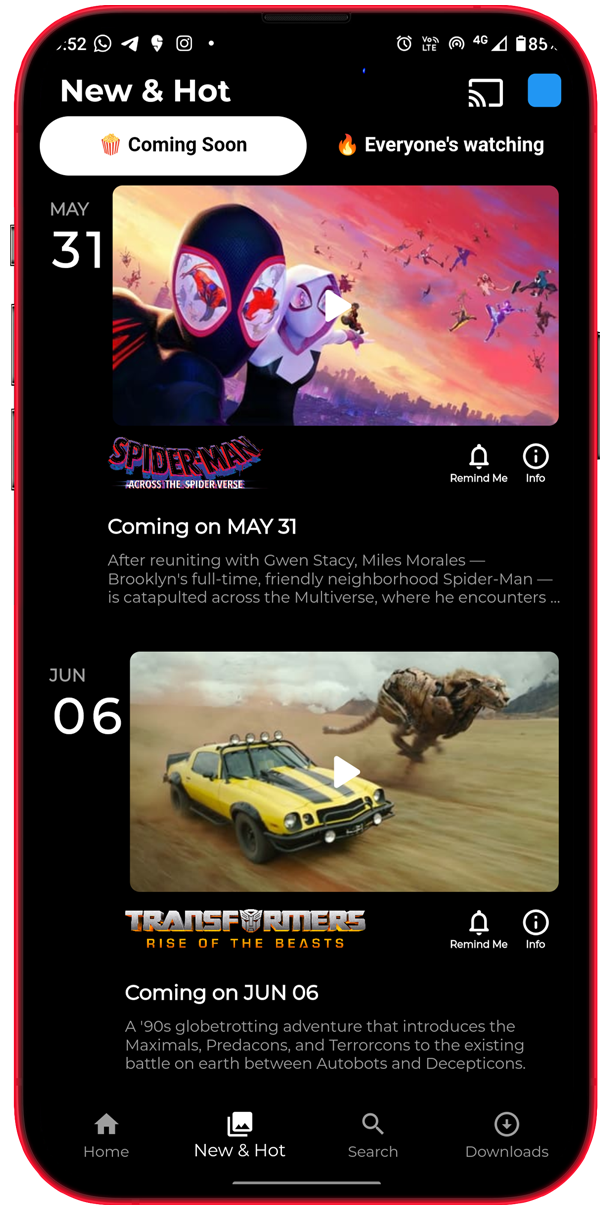 :52
Vo))
LTE
4G
85
New & Hot
🍿 Coming Soon
🔥 Everyone's watching
MAY
31
SPIDER-MAN
ACROSS THE SPIDER VERSE
Remind Me
Info
Coming on MAY 31
After reuniting with Gwen Stacy, Miles Morales —
Brooklyn's full-time, friendly neighborhood Spider-Man —
is catapulted across the Multiverse, where he encounters ...
JUN
06
TRANSFORMERS
RISE OF THE BEASTS
Remind Me
Info
Coming on JUN 06
A '90s globetrotting adventure that introduces the
Maximals, Predacons, and Terrorcons to the existing
battle on earth between Autobots and Decepticons.
Home
New & Hot
Search
Downloads